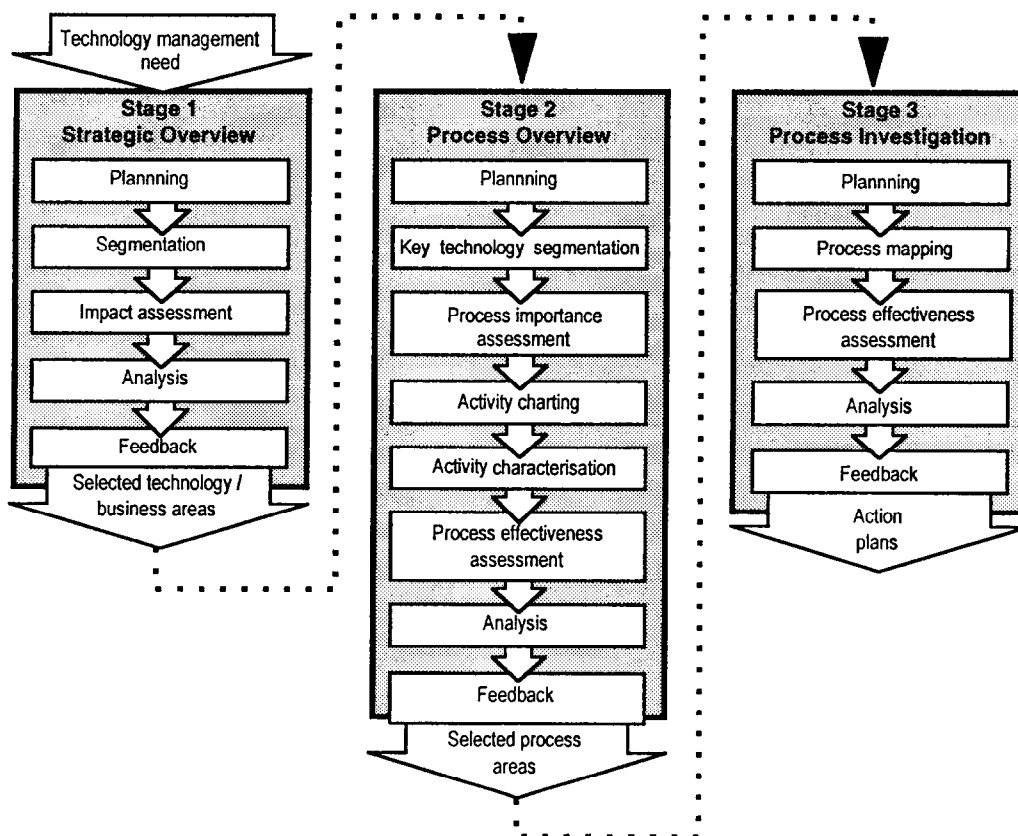 Technology management
need
Stage 1
Strategic Overview
Plannning
Segmentation
Impact assessment
Analysis
Feedback
Selected technology /
business areas
Stage 2
Process Overview
Plannning
Key technology segmentation
Process importance
assessment
Activity charting
Activity characterisation
Process effectiveness
assessment
Analysis
Feedback
Selected process
areas
Stage 3
Process Investigation
Plannning
Process mapping
Process effectiveness
assessment
Analysis
Feedback
Action
plans